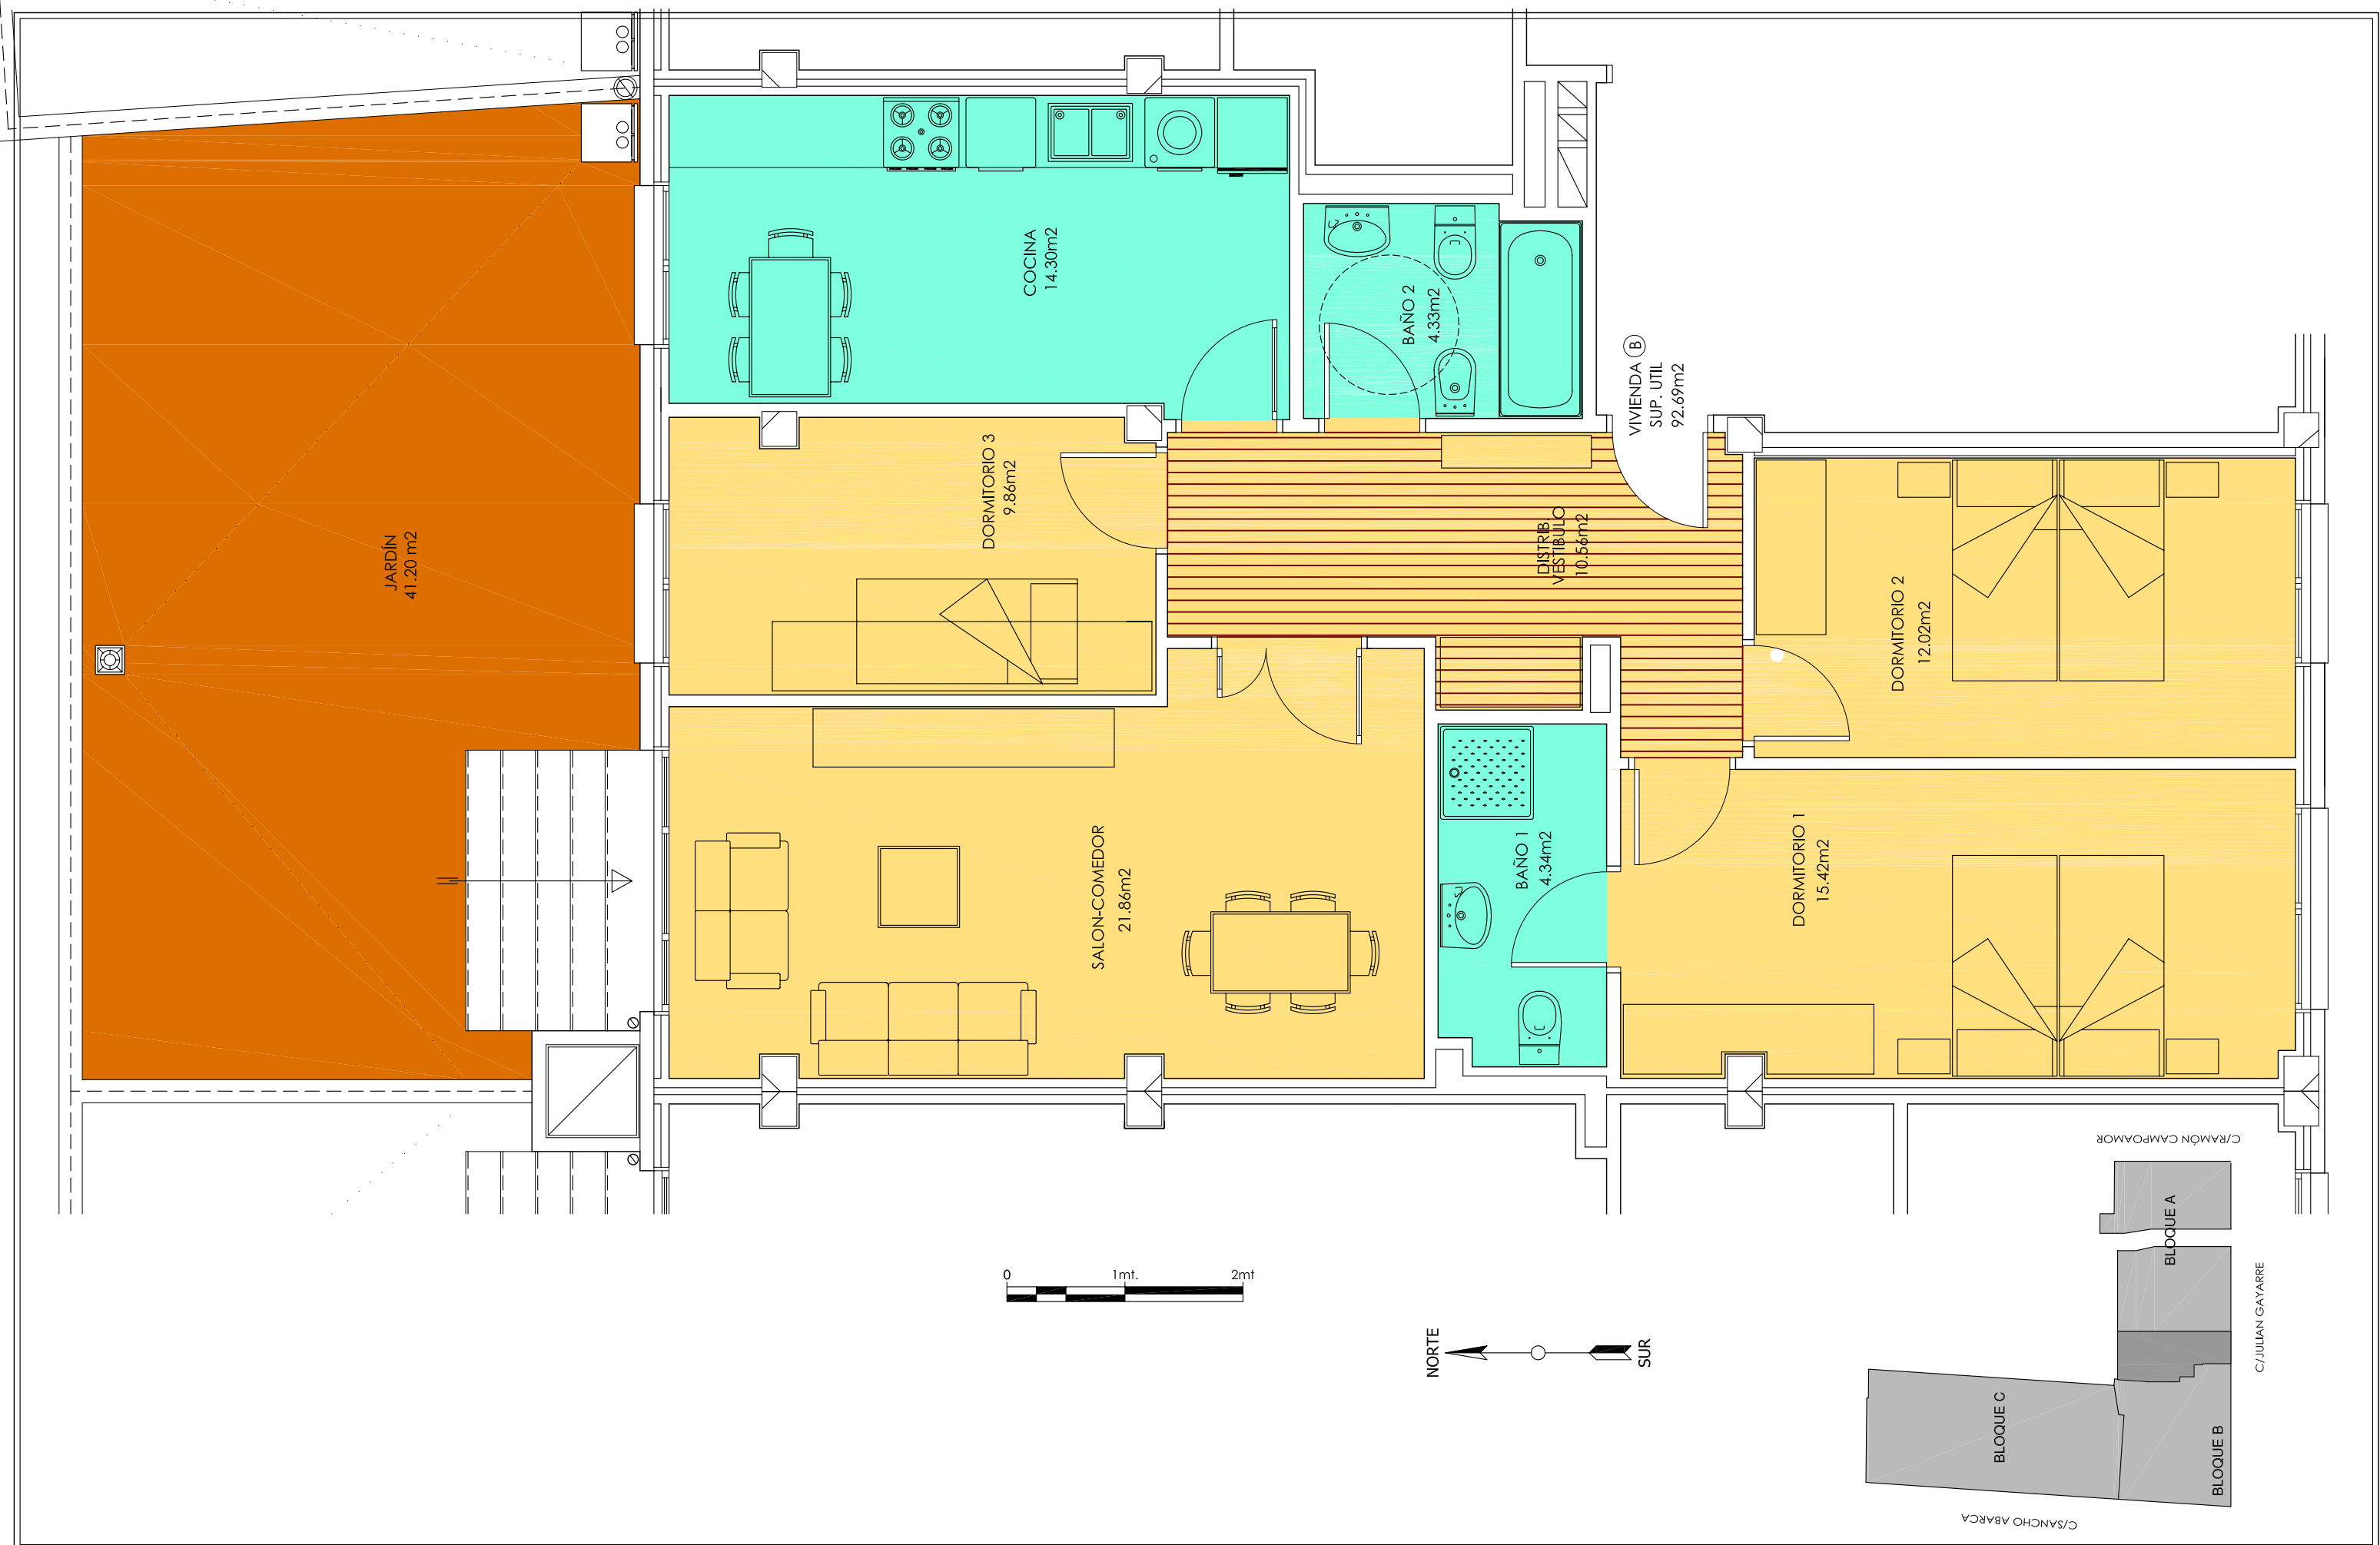 COCINA
14.30m2
BAÑO 2
4.33m2
VIVIENDA B
SUP. UTIL
92.69m2
DORMITORIO 3
9.86m2
JARDÍN
41.20 m2
DISTRIB.
VESTIBULO
10.56m2
DORMITORIO 2
12.02m2
SALON-COMEDOR
21.86m2
BAÑO 1
4.34m2
DORMITORIO 1
15.42m2
C/RAMÓN CAMPOAMOR
BLOQUE A
C/JULIAN GAYARRE
BLOQUE C
BLOQUE B
C/SANCHO ABARCA
0 1mt. 2mt
NORTE
SUR